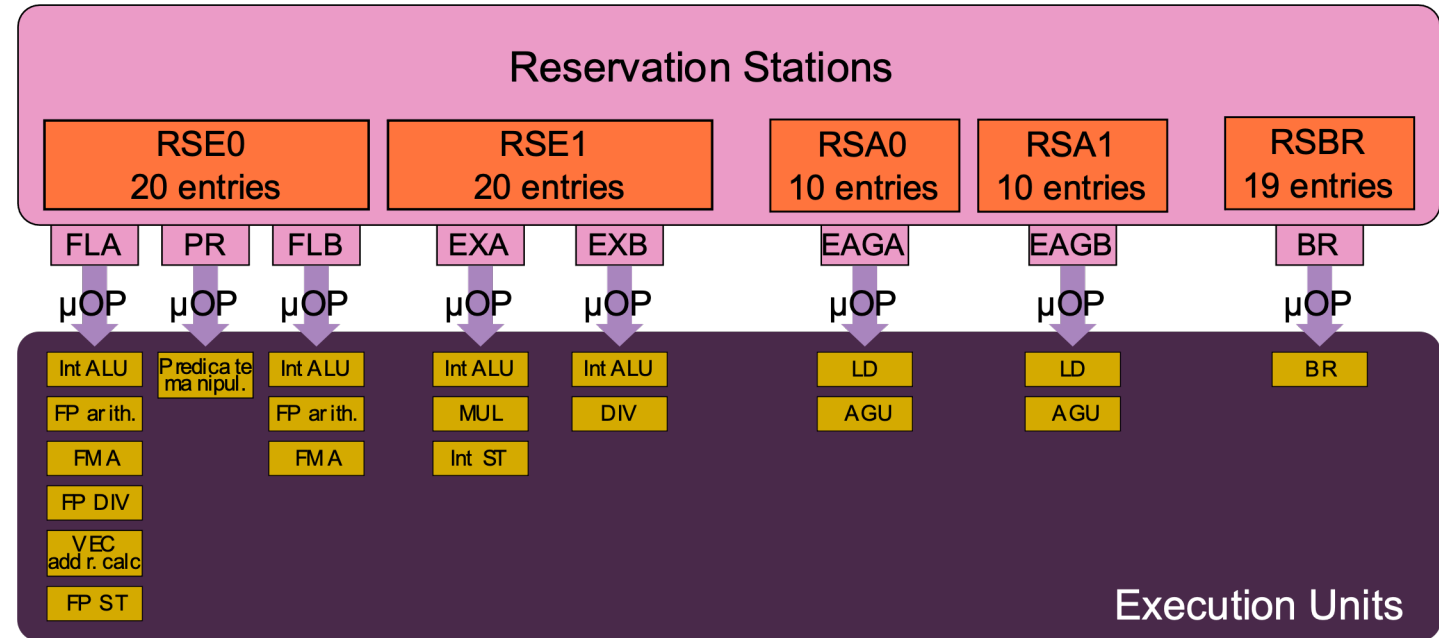 Reservation Stations
RSE0
20 entries
RSE1
20 entries
RSA0
10 entries
RSA1
10 entries
RSBR
19 entries
FLA PR FLB EXA EXB EAGA EAGB BR
μOP μOP μOP μOP μOP μOP μOP μOP
Int ALU
FP arith.
FMA
FP DIV
VEC
addr. calc
FP ST
Predicate
manipul.
Int ALU
FP arith.
FMA
Int ALU
MUL
Int ST
Int ALU
DIV
LD
AGU
LD
AGU
BR
Execution Units